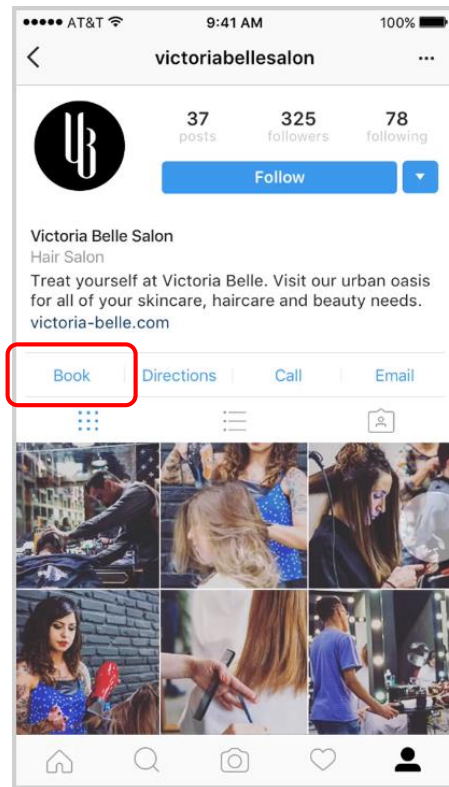 AT&T 9:41 AM 100%
victoriabellesalon
37 325 78
posts followers following
Follow
Victoria Belle Salon
Hair Salon
Treat yourself at Victoria Belle. Visit our urban oasis
for all of your skincare, haircare and beauty needs.
victoria-belle.com
Book Directions Call Email